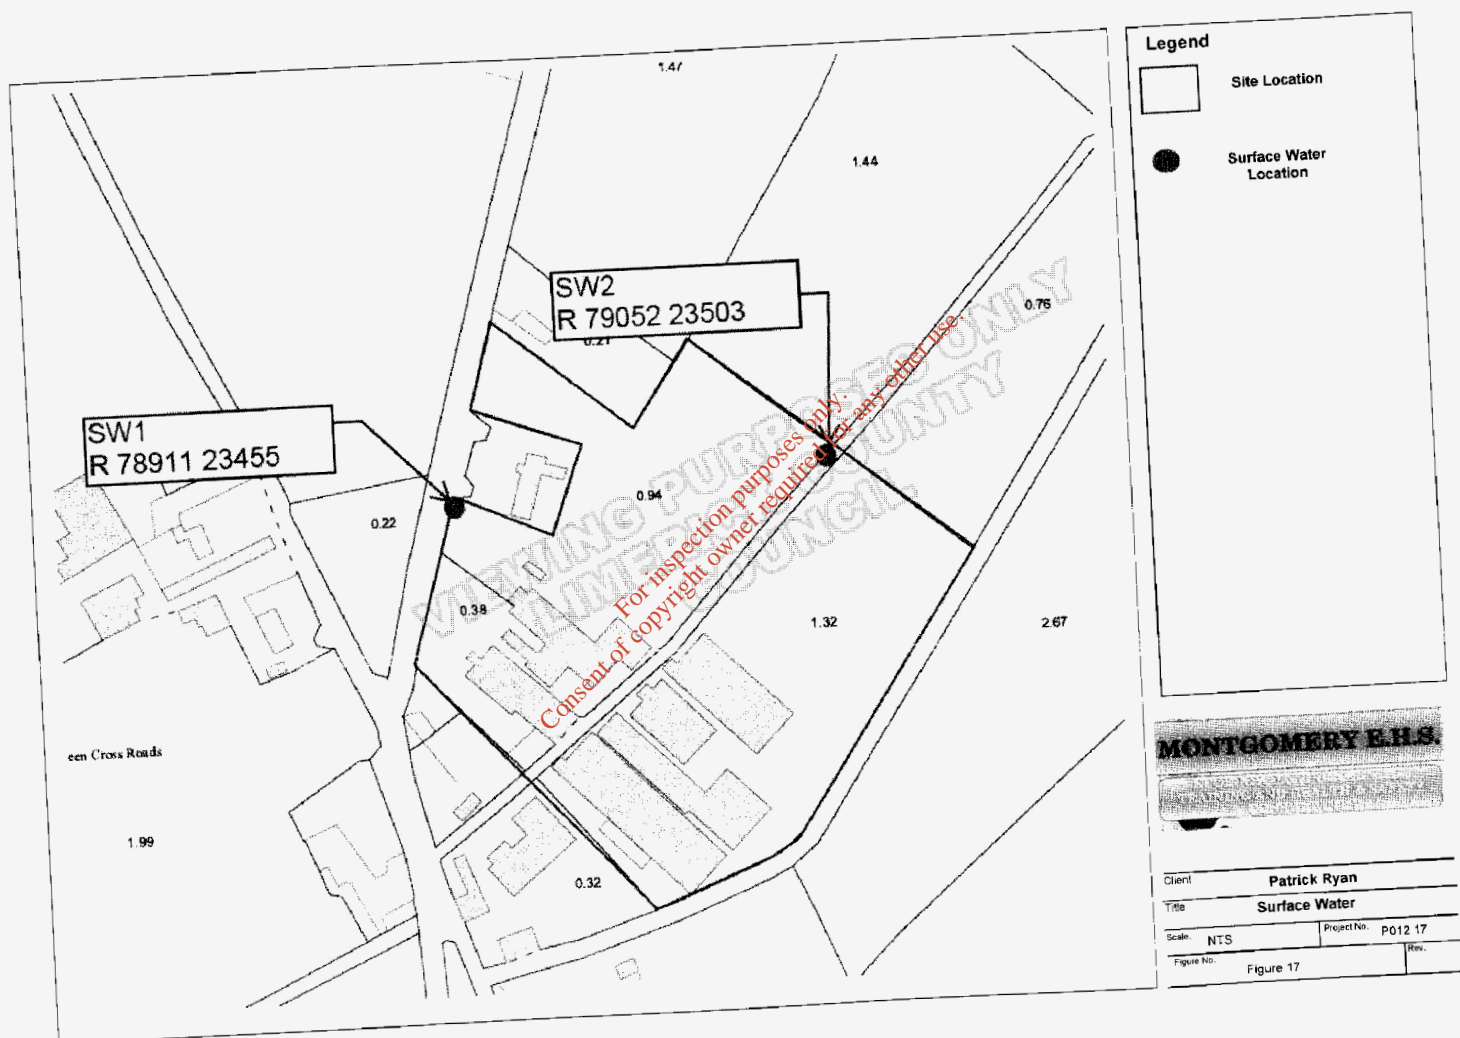 1.47
1.44
0.76
SW2
R 79052 23503
0.21
SW1
R 78911 23455
0.22
0.94
0.38
1.32
2.67
een Cross Roads
1.99
0.32
VIEWING PURPOSES ONLY
LIMERICK COUNTY
COUNCIL
For inspection purposes only.
Consent of copyright owner required for any other use.
Legend
Site Location
Surface Water
Location
MONTGOMERY E.H.S.
Client Patrick Ryan
Title Surface Water
Scale. NTS Project No. P012 17
Figure No. Figure 17 Rev.